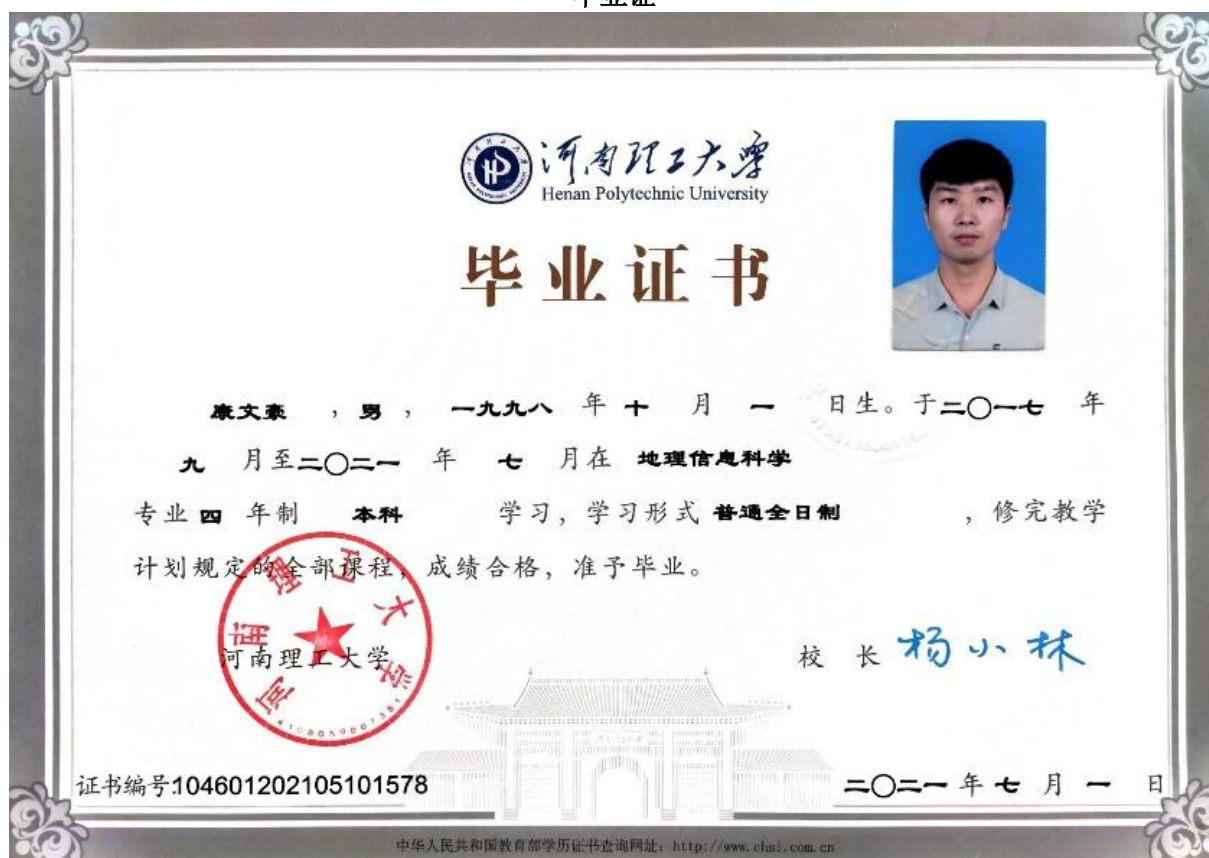 毕业证
河南理工大学
Henan Polytechnic University
毕业证书
康文豪 ，男， 一九九八 年 十 月 一 日生。于二〇一七 年
九 月至二〇二一 年 七 月在 地理信息科学
专业 四 年制 本科 学习，学习形式 普通全日制 ，修完教学
计划规定的全部课程，成绩合格，准予毕业。
河南理工大学
河南理工大学
校 长 杨小林
证书编号:104601202105101578
二〇二一 年 七 月 一 日
中华人民共和国教育部学历证书查询网址：http://www.chsi.com.cn